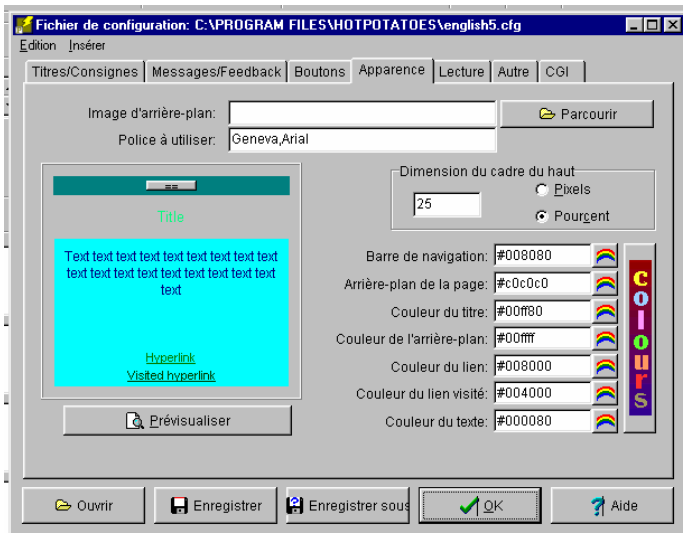 Fichier de configuration: C:\PROGRAM FILES\HOTPOTATOES\english5.cfg
Edition Insérer
Titres/Consignes Messages/Feedback Boutons Apparence Lecture Autre CGI
Image d'arrière-plan: Parcourir
Police à utiliser: Geneva,Arial
Dimension du cadre du haut
25
Pixels
Pourcent
==
Title
Text text text text text text text text text
text text text text text text text text text
text
Hyperlink
Visited hyperlink
Prévisualiser
Barre de navigation: #008080
Arrière-plan de la page: #c0c0c0
Couleur du titre: #00ff80
Couleur de l'arrière-plan: #00ffff
Couleur du lien: #008000
Couleur du lien visité: #004000
Couleur du texte: #000080
colours
Ouvrir Enregistrer Enregistrer sous OK Aide